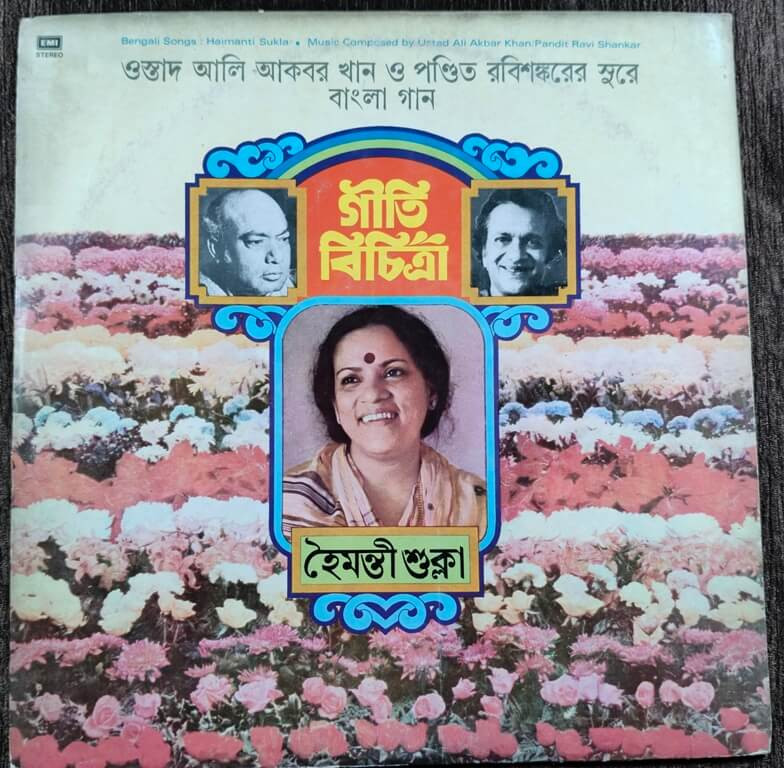 EMI
STEREO
Bengali Songs : Haimanti Sukla • Music Composed by Ustad Ali Akbar Khan/Pandit Ravi Shankar
ওস্তাদ আলি আকবর খান ও পণ্ডিত রবিশঙ্করের সুরে
বাংলা গান
গীতি
বিচিত্রা
হৈমন্তী শুক্লা